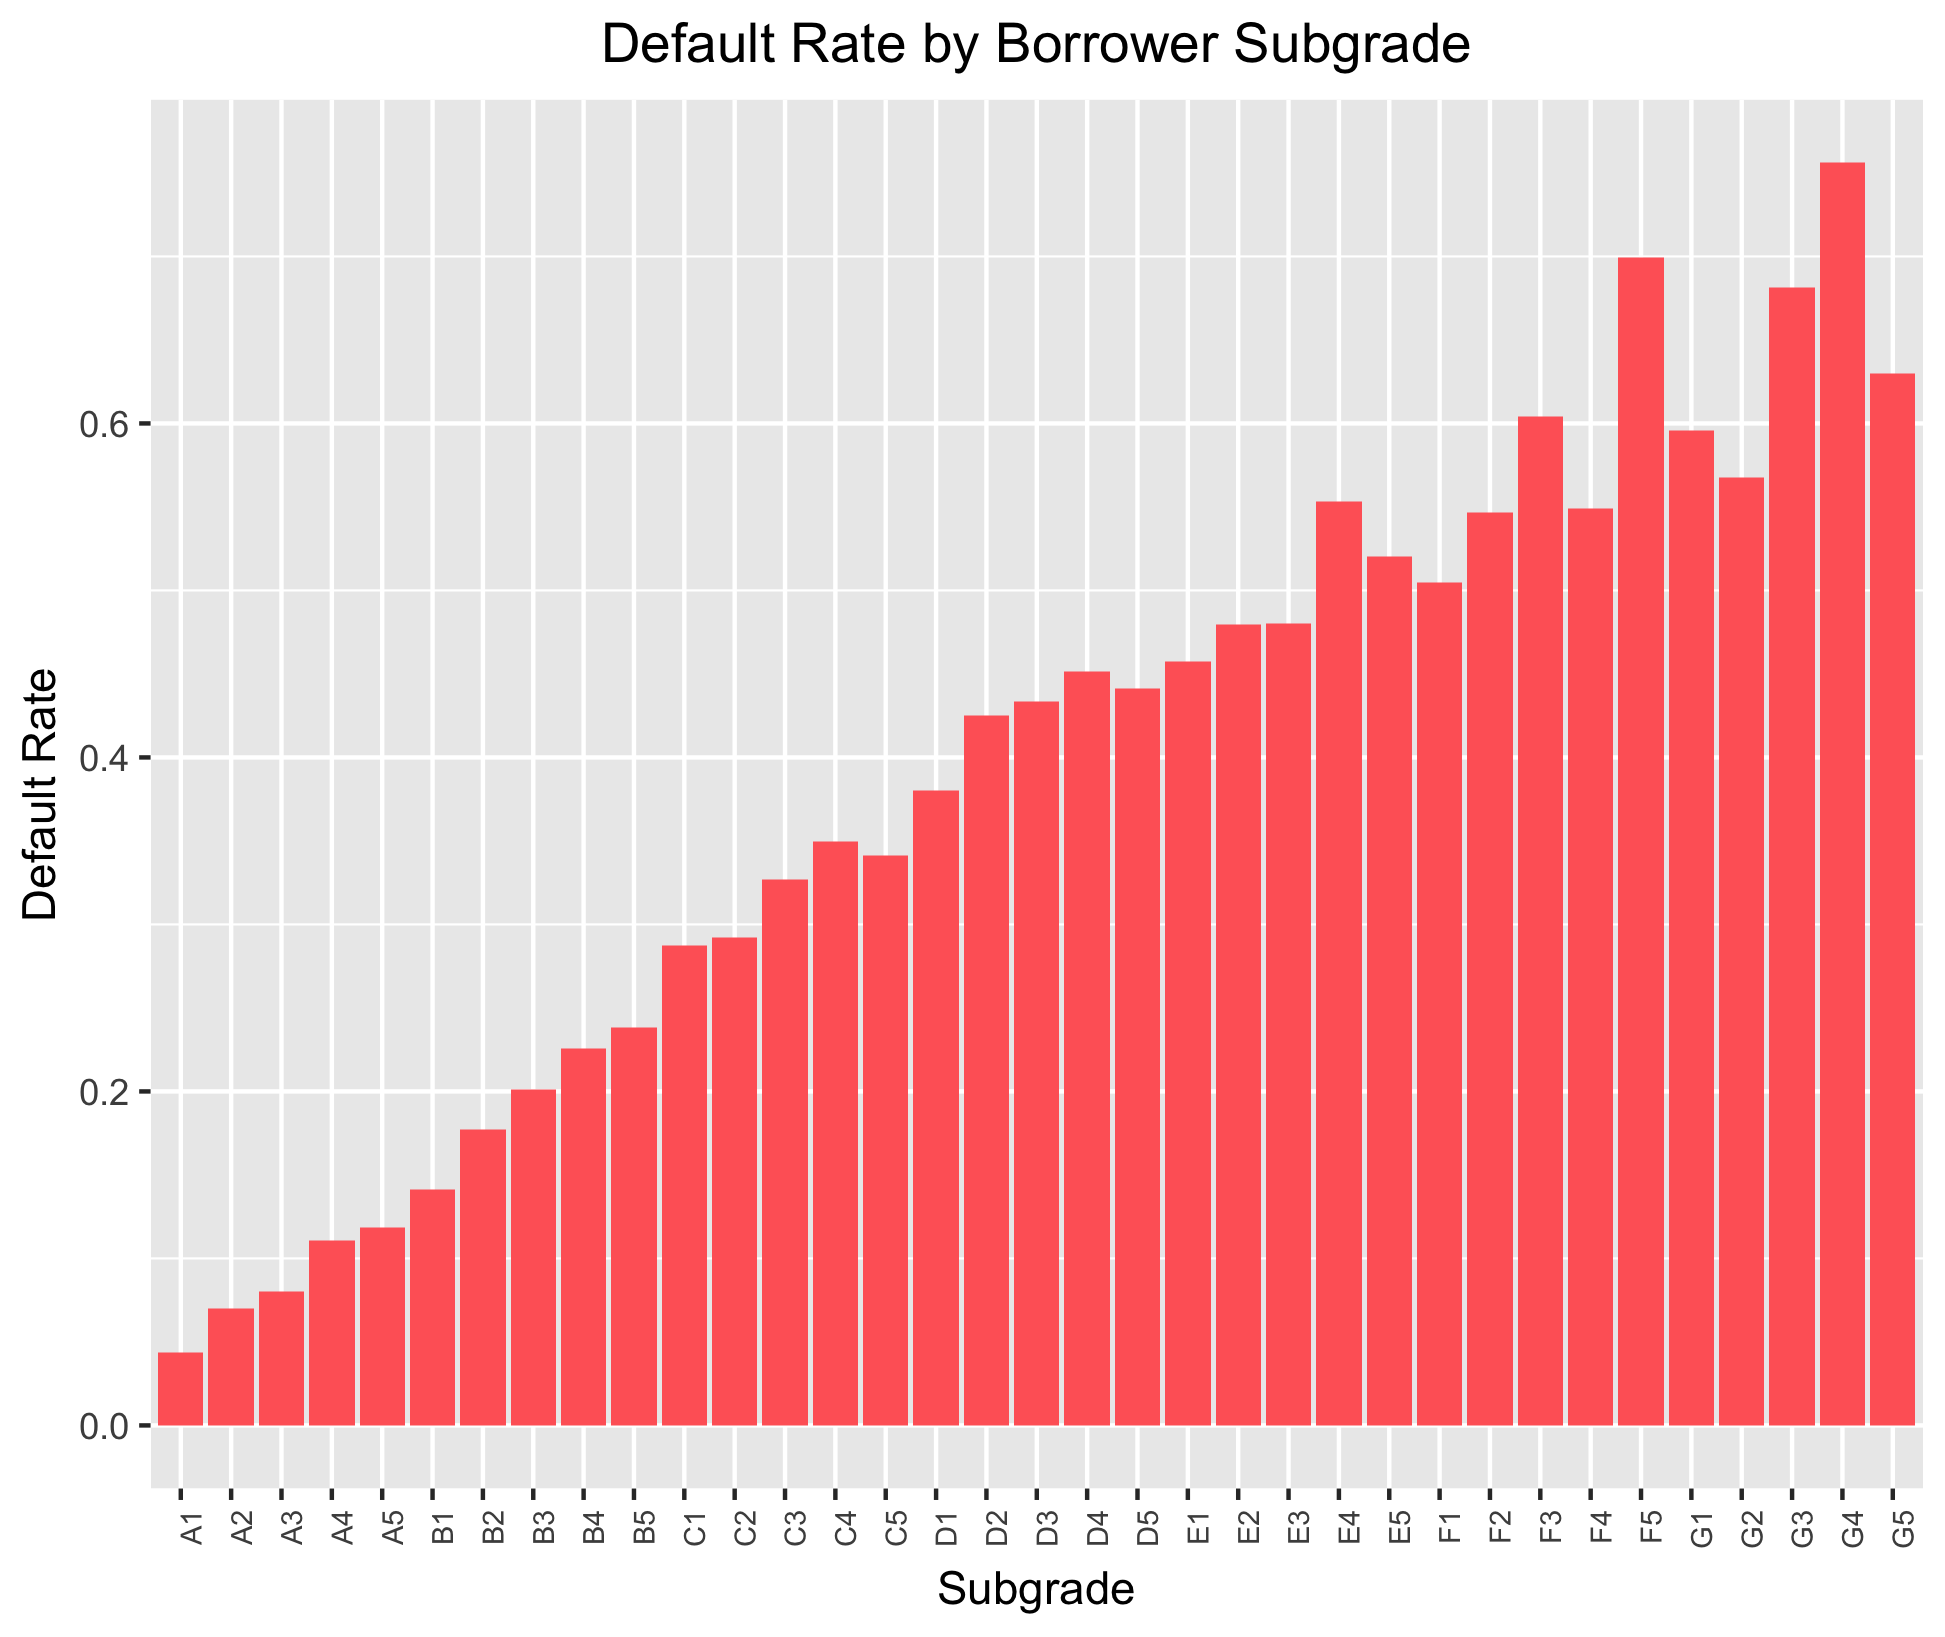 Default Rate by Borrower Subgrade
Default Rate
0.6
0.4
0.2
0.0
A1 A2 A3 A4 A5 B1 B2 B3 B4 B5 C1 C2 C3 C4 C5 D1 D2 D3 D4 D5 E1 E2 E3 E4 E5 F1 F2 F3 F4 F5 G1 G2 G3 G4 G5
Subgrade